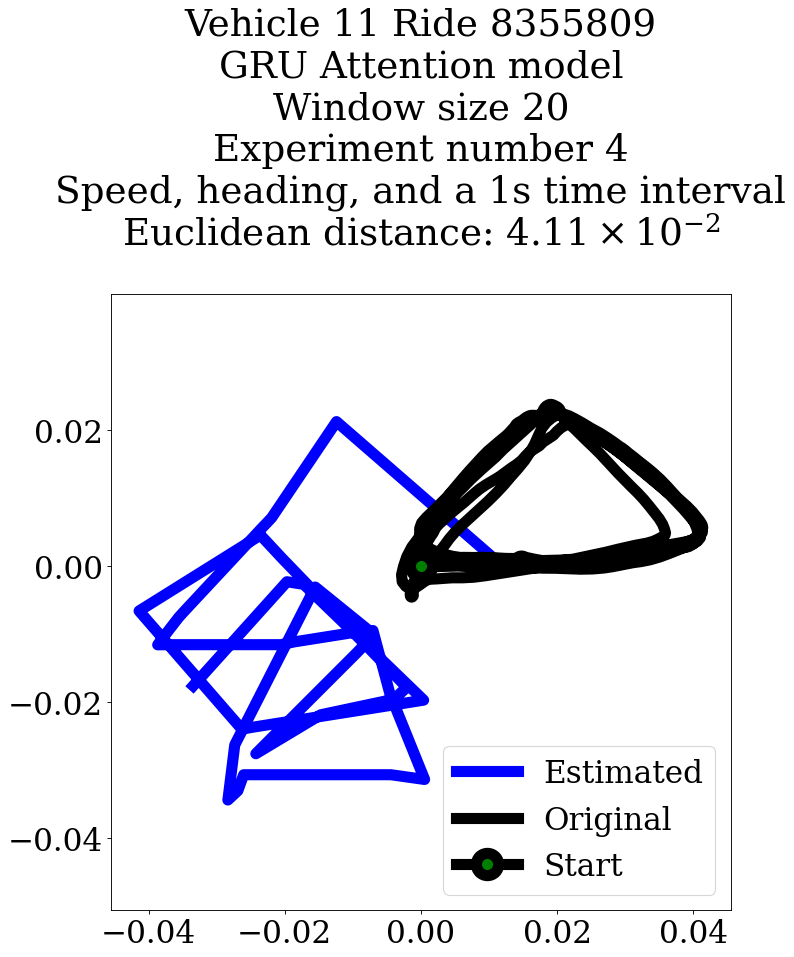 Vehicle 11 Ride 8355809
GRU Attention model
Window size 20
Experiment number 4
Speed, heading, and a 1s time interval
Euclidean distance: 4.11 × 10⁻²
0.02
0.00
−0.02
−0.04
Estimated
Original
Start
−0.04 −0.02 0.00 0.02 0.04